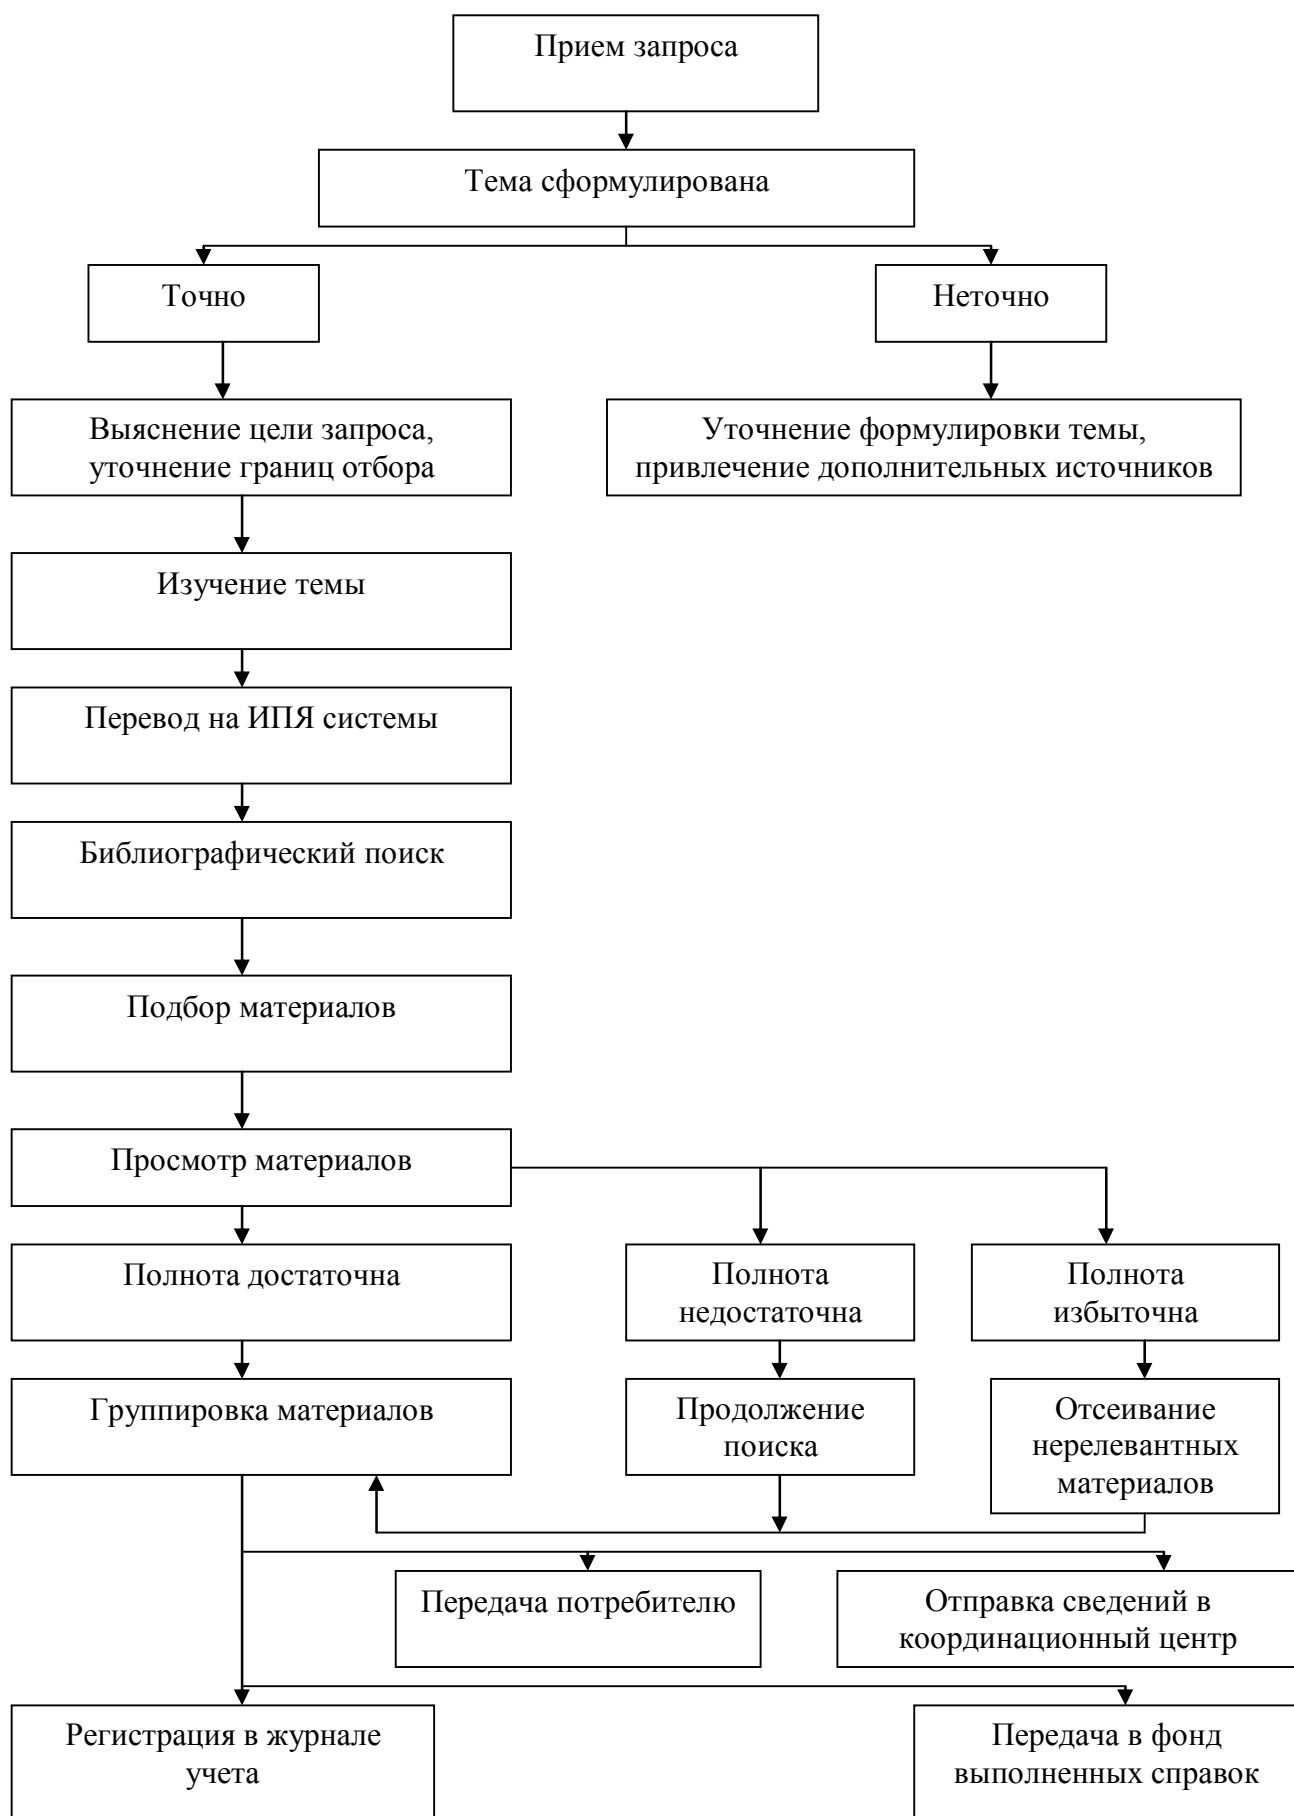 Прием запроса
Тема сформулирована
Точно
Неточно
Выяснение цели запроса,
уточнение границ отбора
Уточнение формулировки темы,
привлечение дополнительных источников
Изучение темы
Перевод на ИПЯ системы
Библиографический поиск
Подбор материалов
Просмотр материалов
Полнота достаточна
Полнота
недостаточна
Полнота
избыточна
Группировка материалов
Продолжение
поиска
Отсеивание
нерелевантных
материалов
Передача потребителю
Отправка сведений в
координационный центр
Регистрация в журнале
учета
Передача в фонд
выполненных справок